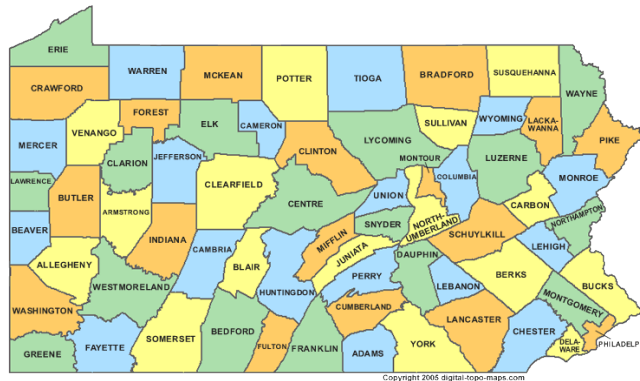 ERIE
WARREN
MCKEAN
POTTER
TIOGA
BRADFORD
SUSQUEHANNA
WAYNE
CRAWFORD
FOREST
ELK
CAMERON
SULLIVAN
WYOMING
LACKA-
WANNA
PIKE
VENANGO
MERCER
CLARION
JEFFERSON
CLINTON
LYCOMING
LUZERNE
MONROE
LAWRENCE
BUTLER
ARMSTRONG
CLEARFIELD
CENTRE
UNION
MONTOUR
COLUMBIA
CARBON
NORTHAMPTON
BEAVER
INDIANA
CAMBRIA
BLAIR
MIFFLIN
SNYDER
NORTH-
UMBERLAND
SCHUYLKILL
LEHIGH
ALLEGHENY
WESTMORELAND
HUNTINGDON
JUNIATA
PERRY
DAUPHIN
LEBANON
BERKS
BUCKS
MONTGOMERY
WASHINGTON
CUMBERLAND
LANCASTER
CHESTER
GREENE
FAYETTE
SOMERSET
BEDFORD
FULTON
FRANKLIN
ADAMS
YORK
DELA-
WARE
PHILADELP
Copyright 2005 digital-topo-maps.com